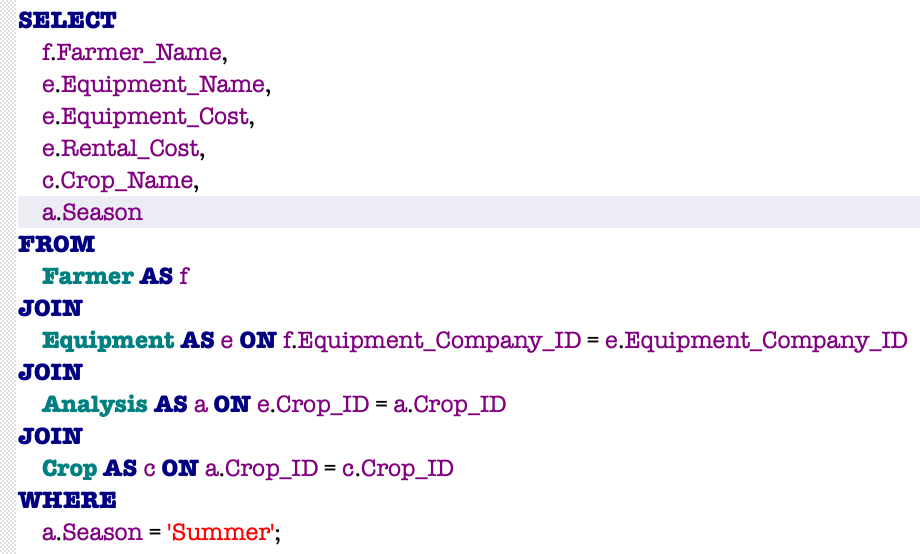 SELECT
f.Farmer_Name,
e.Equipment_Name,
e.Equipment_Cost,
e.Rental_Cost,
c.Crop_Name,
a.Season
FROM
Farmer AS f
JOIN
Equipment AS e ON f.Equipment_Company_ID = e.Equipment_Company_ID
JOIN
Analysis AS a ON e.Crop_ID = a.Crop_ID
JOIN
Crop AS c ON a.Crop_ID = c.Crop_ID
WHERE
a.Season = 'Summer';